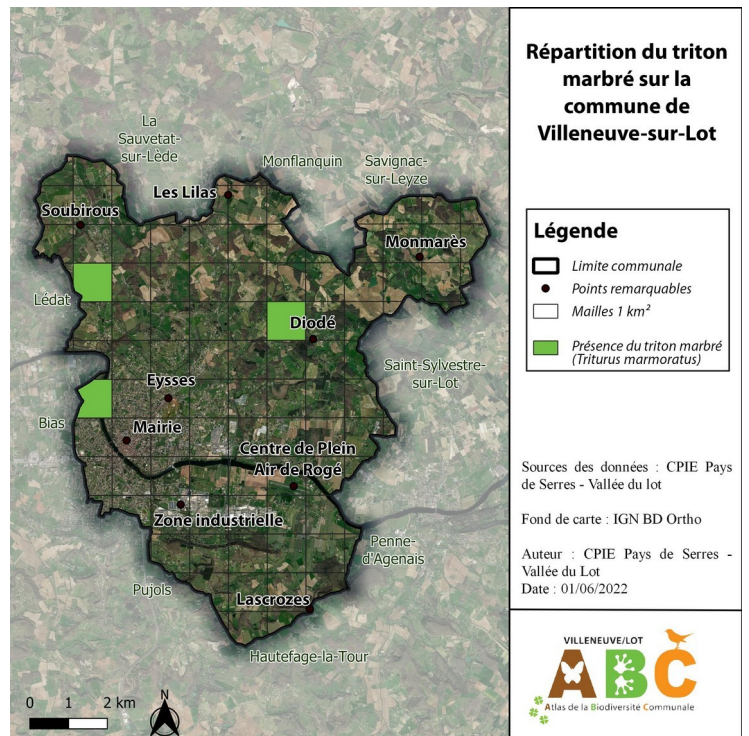 Répartition du triton
marbré sur la
commune de
Villeneuve-sur-Lot
Légende
Limite communale
Points remarquables
Mailles 1 km²
Présence du triton marbré
(Triturus marmoratus)
Sources des données : CPIE Pays
de Serres - Vallée du lot
Fond de carte : IGN BD Ortho
Auteur : CPIE Pays de Serres -
Vallée du Lot
Date : 01/06/2022
VILLENEUVE/LOT
ABC
Atlas de la Biodiversité Communale
La
Sauvetat-
sur-Lède
Monflanquin
Savignac-
sur-Leyze
Les Lilas
Soubirous
Monmarès
Lédat
Diodé
Saint-Sylvestre-
sur-Lot
Eysses
Bias
Mairie
Centre de Plein
Air de Rogé
Zone industrielle
Penne-
d'Agenais
Pujols
Lascrozes
Hautefage-la-Tour
0 1 2 km
N